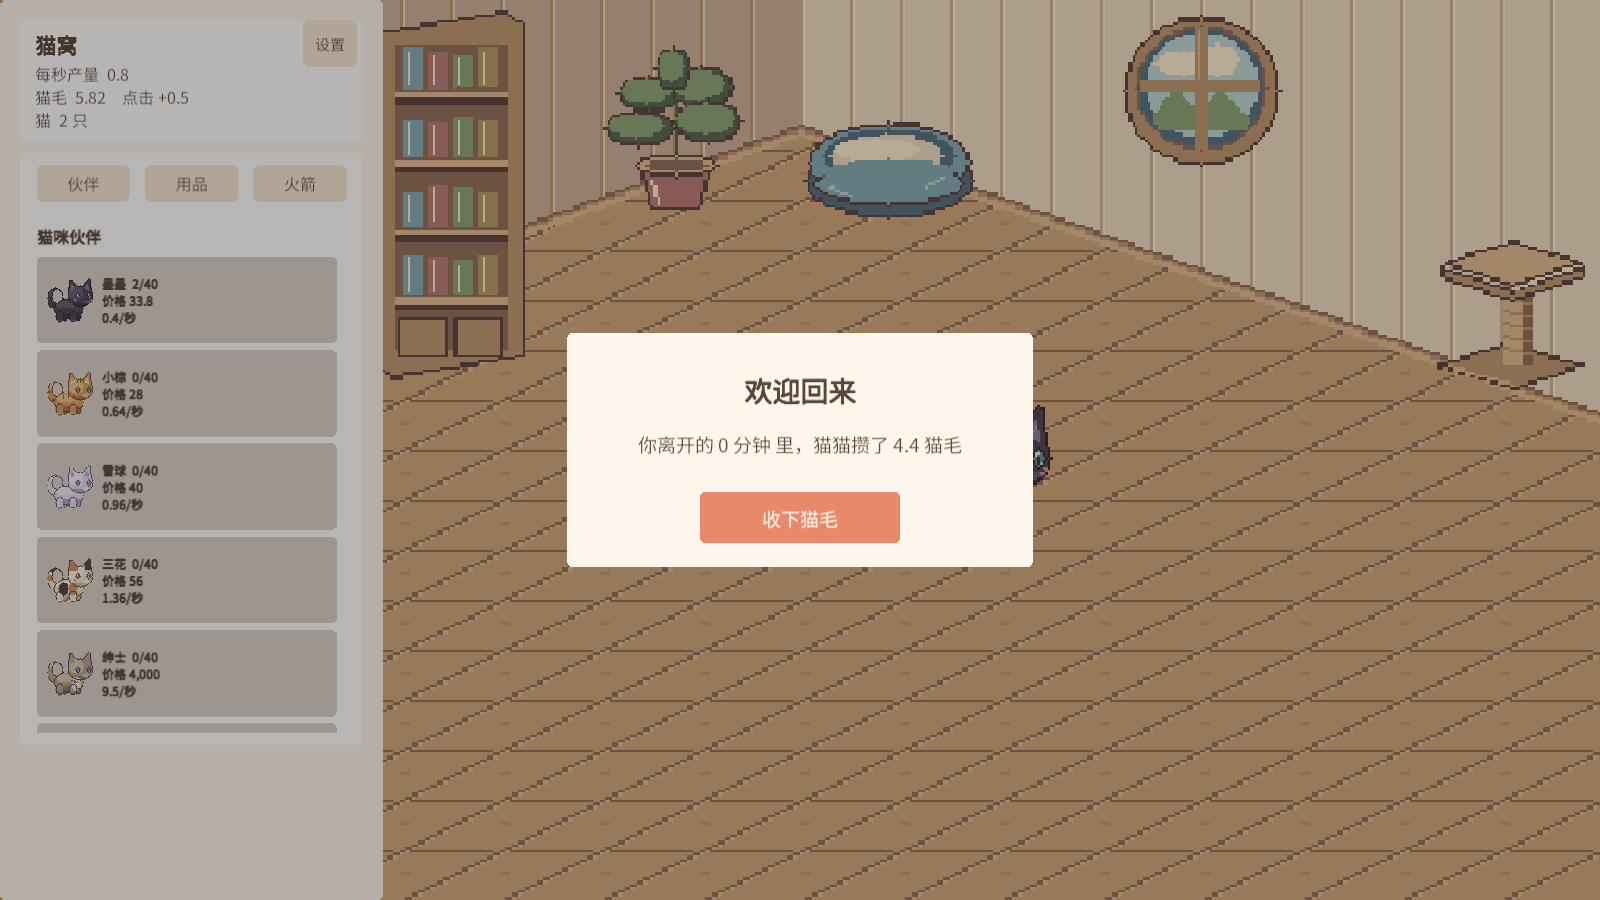 猫窝
设置
每秒产量 0.8
猫毛 5.82 点击 +0.5
猫 2 只
伙伴 用品 火箭
猫咪伙伴
墨墨 2/40
价格 33.8
0.4/秒
小棕 0/40
价格 28
0.64/秒
雪球 0/40
价格 40
0.96/秒
三花 0/40
价格 56
1.36/秒
绅士 0/40
价格 4,000
9.5/秒
欢迎回来
你离开的 0 分钟 里，猫猫攒了 4.4 猫毛
收下猫毛